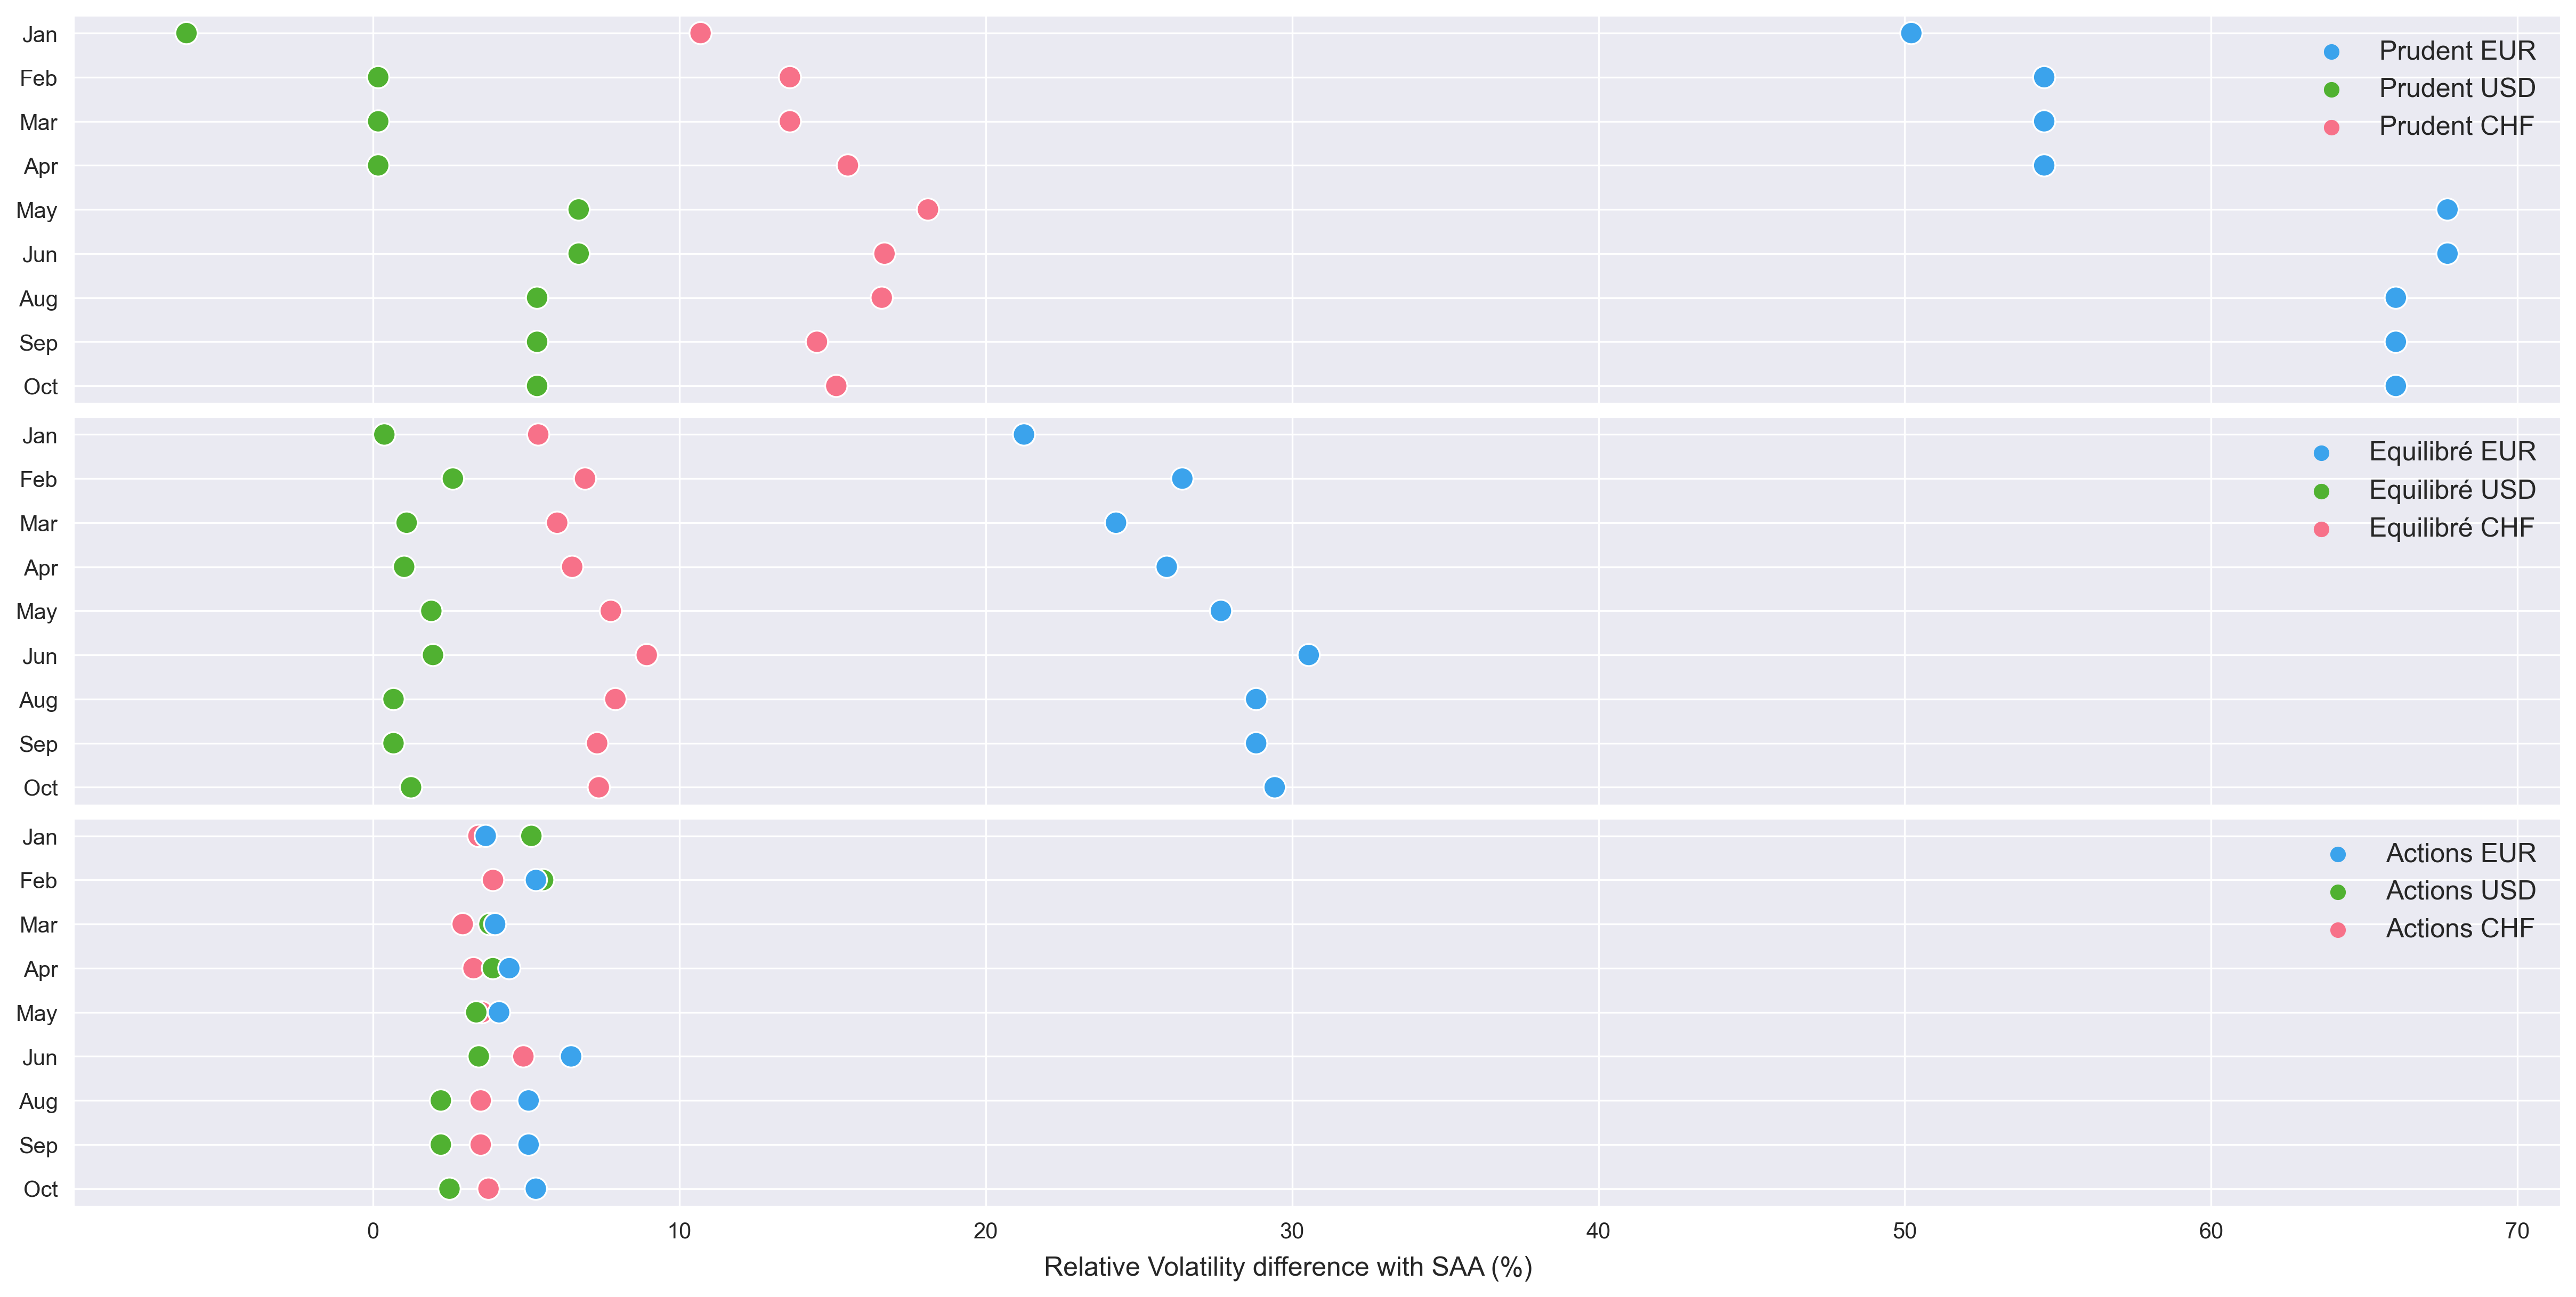 Jan
Feb
Mar
Apr
May
Jun
Aug
Sep
Oct
Prudent EUR
Prudent USD
Prudent CHF
Jan
Feb
Mar
Apr
May
Jun
Aug
Sep
Oct
Equilibré EUR
Equilibré USD
Equilibré CHF
Jan
Feb
Mar
Apr
May
Jun
Aug
Sep
Oct
Actions EUR
Actions USD
Actions CHF
0 10 20 30 40 50 60 70
Relative Volatility difference with SAA (%)